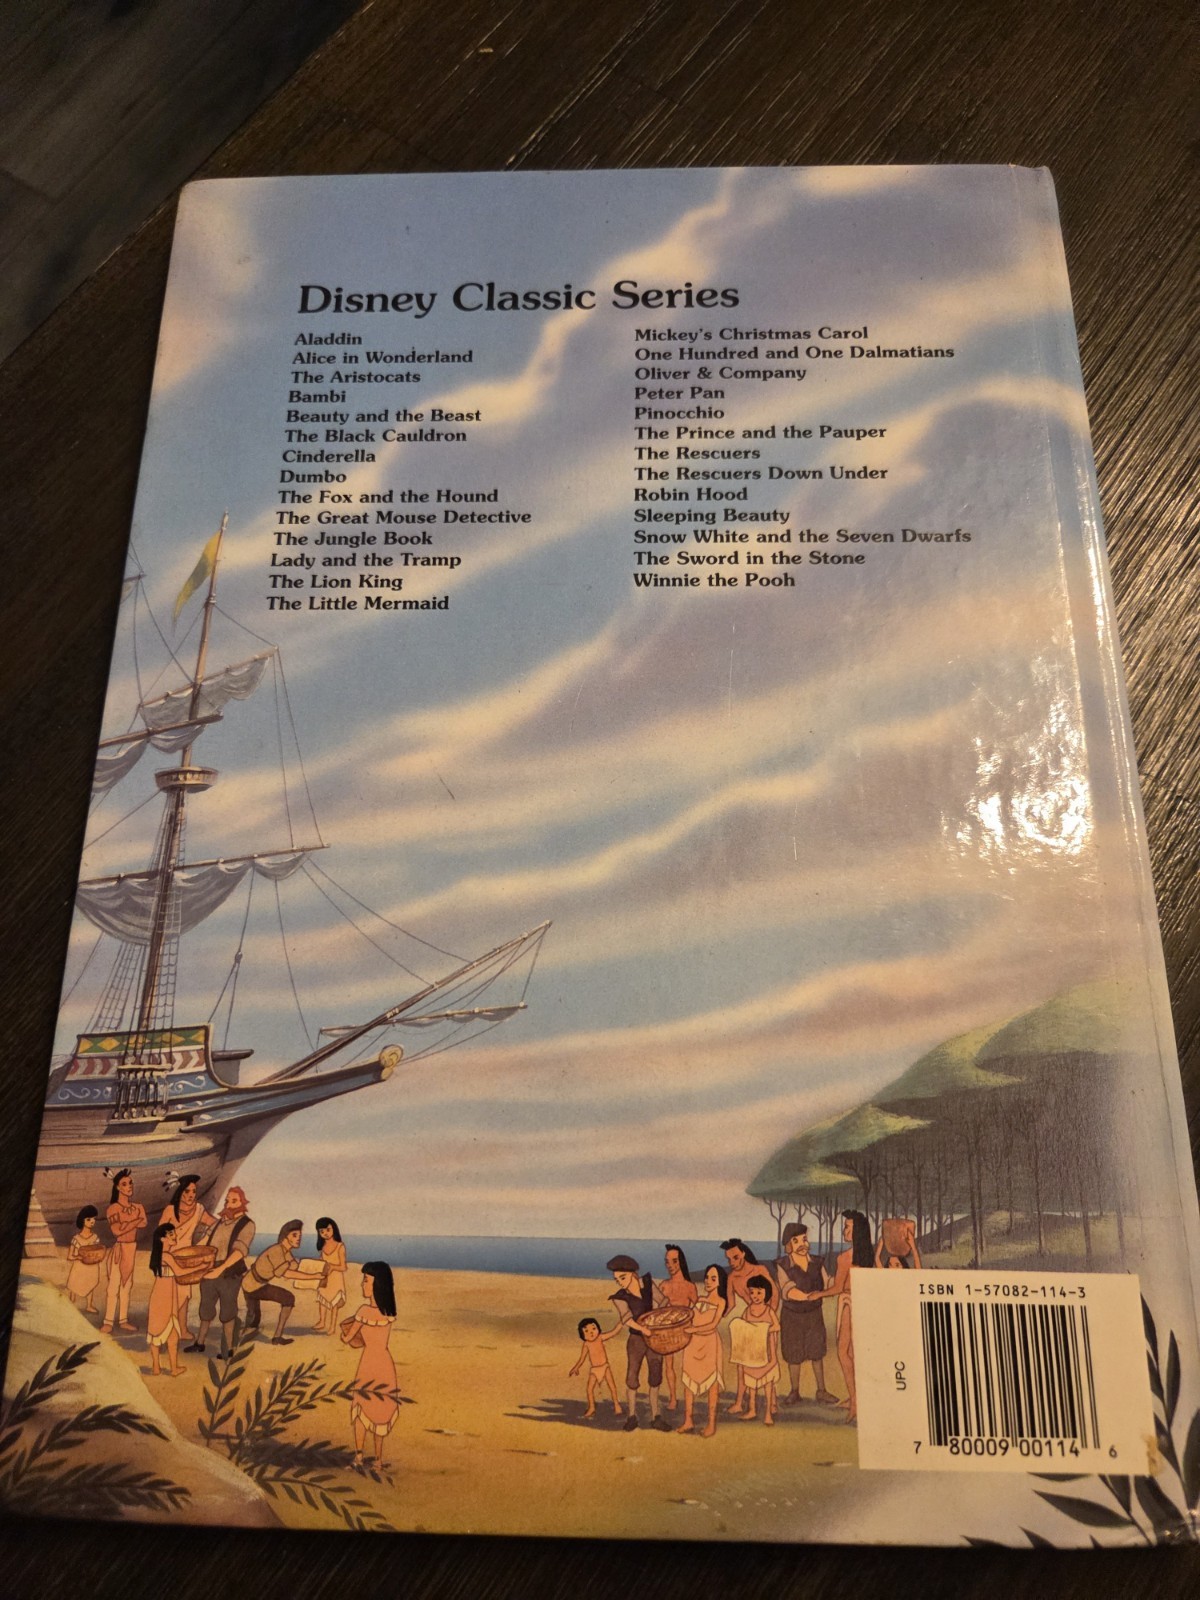 Disney Classic Series
Aladdin
Alice in Wonderland
The Aristocats
Bambi
Beauty and the Beast
The Black Cauldron
Cinderella
Dumbo
The Fox and the Hound
The Great Mouse Detective
The Jungle Book
Lady and the Tramp
The Lion King
The Little Mermaid
Mickey's Christmas Carol
One Hundred and One Dalmatians
Oliver & Company
Peter Pan
Pinocchio
The Prince and the Pauper
The Rescuers
The Rescuers Down Under
Robin Hood
Sleeping Beauty
Snow White and the Seven Dwarfs
The Sword in the Stone
Winnie the Pooh
ISBN 1-57082-114-3
UPC
7 80009 00114 6